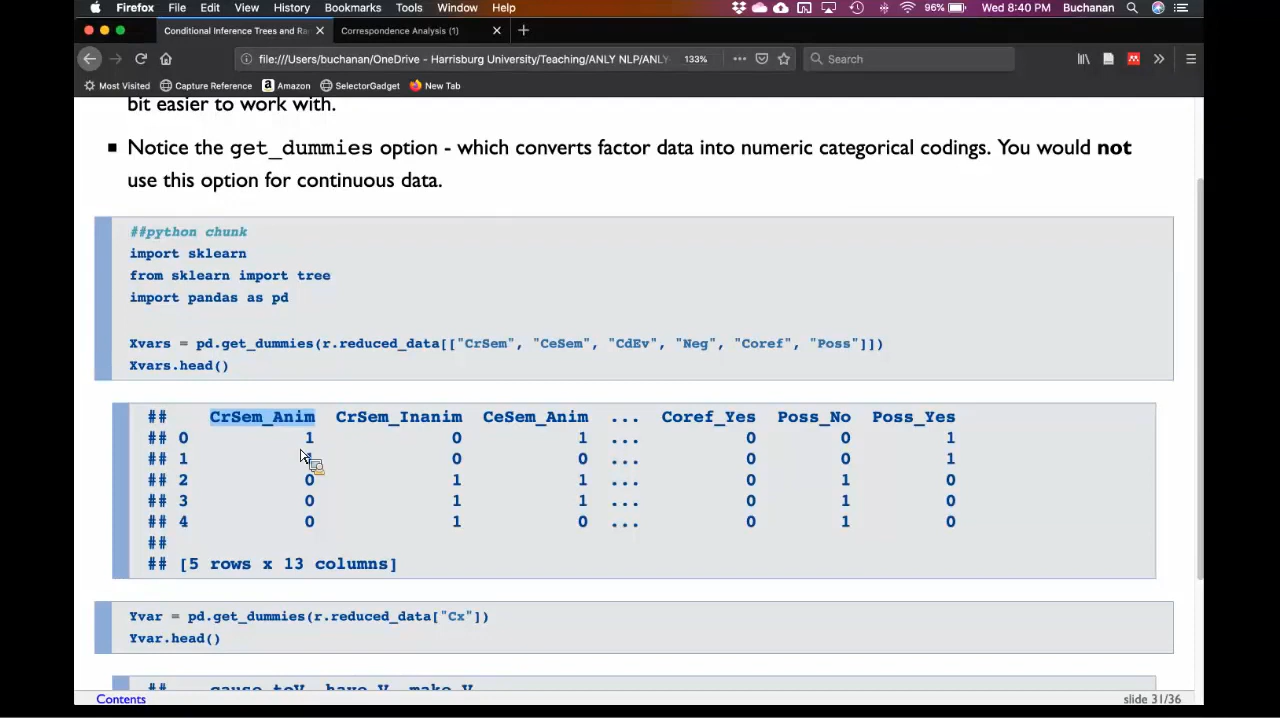 Firefox File Edit View History Bookmarks Tools Window Help 96% Wed 8:40 PM Buchanan
Conditional Inference Trees and Ra Correspondence Analysis (1)
file:///Users/buchanan/OneDrive - Harrisburg University/Teaching/ANLY NLP/ANLY 133% Search
Most Visited Capture Reference Amazon SelectorGadget New Tab
bit easier to work with.
Notice the get_dummies option - which converts factor data into numeric categorical codings. You would not
use this option for continuous data.
##python chunk
import sklearn
from sklearn import tree
import pandas as pd
Xvars = pd.get_dummies(r.reduced_data[["CrSem", "CeSem", "CdEv", "Neg", "Coref", "Poss"]])
Xvars.head()
## CrSem_Anim CrSem_Inanim CeSem_Anim ... Coref_Yes Poss_No Poss_Yes
## 0 1 0 1 ... 0 0 1
## 1 0 0 ... 0 0 1
## 2 0 1 1 ... 0 1 0
## 3 0 1 1 ... 0 1 0
## 4 0 1 0 ... 0 1 0
##
## [5 rows x 13 columns]
Yvar = pd.get_dummies(r.reduced_data["Cx"])
Yvar.head()
## cause_toV have_V make_V
Contents slide 31/36